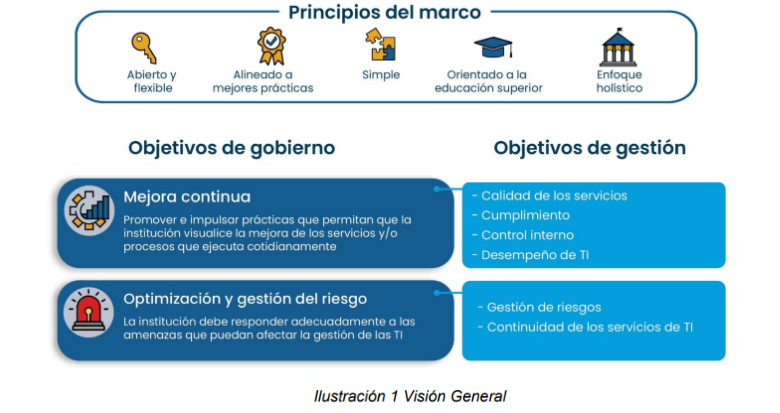 Principios del marco
Abierto y
flexible
Alineado a
mejores prácticas
Simple
Orientado a la
educación superior
Enfoque
holístico
Objetivos de gobierno
Objetivos de gestión
Mejora continua
Promover e impulsar prácticas que permitan que la
institución visualice la mejora de los servicios y/o
procesos que ejecuta cotidianamente
- Calidad de los servicios
- Cumplimiento
- Control interno
- Desempeño de TI
Optimización y gestión del riesgo
La institución debe responder adecuadamente a las
amenazas que puedan afectar la gestión de las TI
- Gestión de riesgos
- Continuidad de los servicios de TI
Ilustración 1 Visión General